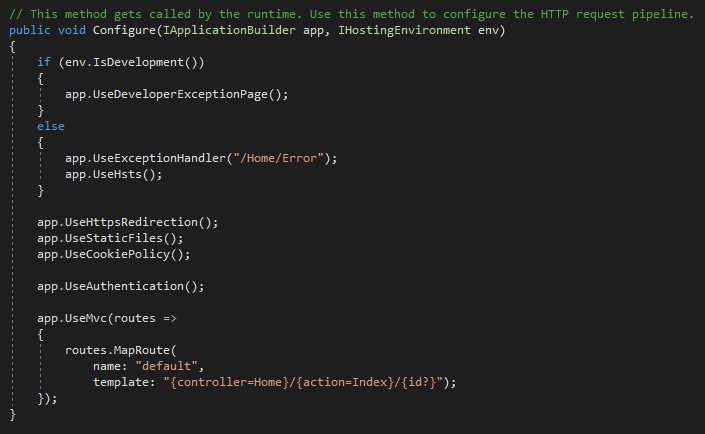 // This method gets called by the runtime. Use this method to configure the HTTP request pipeline.
public void Configure(IApplicationBuilder app, IHostingEnvironment env)
{
    if (env.IsDevelopment())
    {
        app.UseDeveloperExceptionPage();
    }
    else
    {
        app.UseExceptionHandler("/Home/Error");
        app.UseHsts();
    }

    app.UseHttpsRedirection();
    app.UseStaticFiles();
    app.UseCookiePolicy();

    app.UseAuthentication();

    app.UseMvc(routes =>
    {
        routes.MapRoute(
            name: "default",
            template: "{controller=Home}/{action=Index}/{id?}");
    });
}